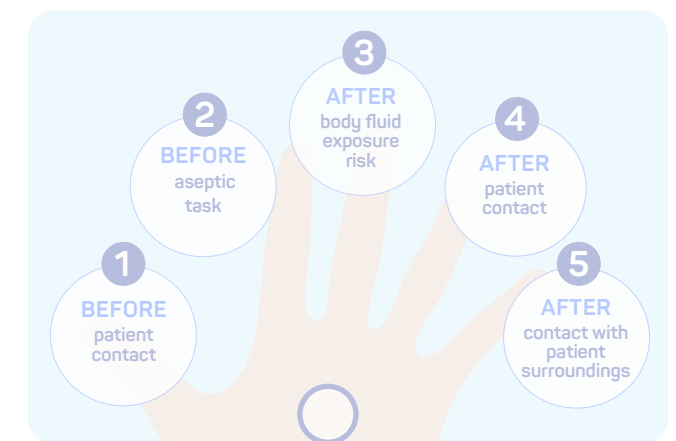 1
BEFORE
patient
contact
2
BEFORE
aseptic
task
3
AFTER
body fluid
exposure
risk
4
AFTER
patient
contact
5
AFTER
contact with
patient
surroundings